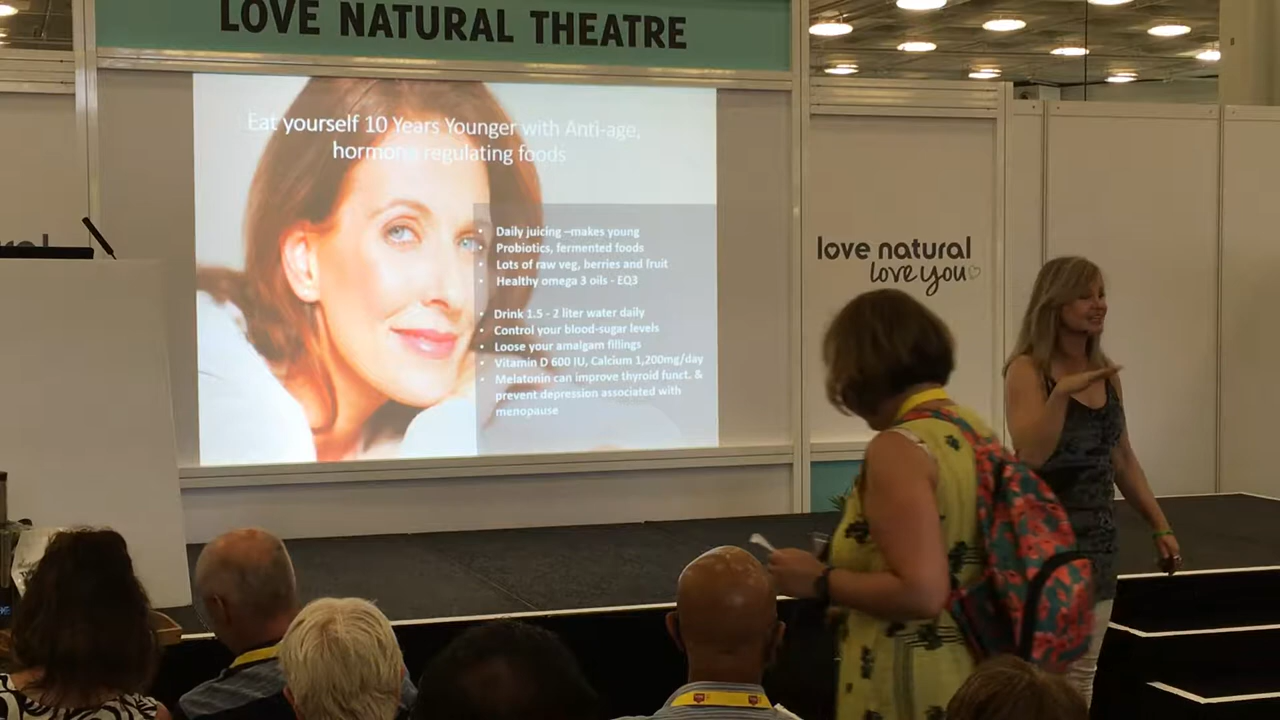 LOVE NATURAL THEATRE
Eat yourself 10 Years Younger with Anti-age,
hormone regulating foods
• Daily juicing –makes young
• Probiotics, fermented foods
• Lots of raw veg, berries and fruit
• Healthy omega 3 oils - EQ3
• Drink 1.5 - 2 liter water daily
• Control your blood-sugar levels
• Loose your amalgam fillings
• Vitamin D 600 IU, Calcium 1,200mg/day
• Melatonin can improve thyroid funct. &
prevent depression associated with
menopause
love natural
love you